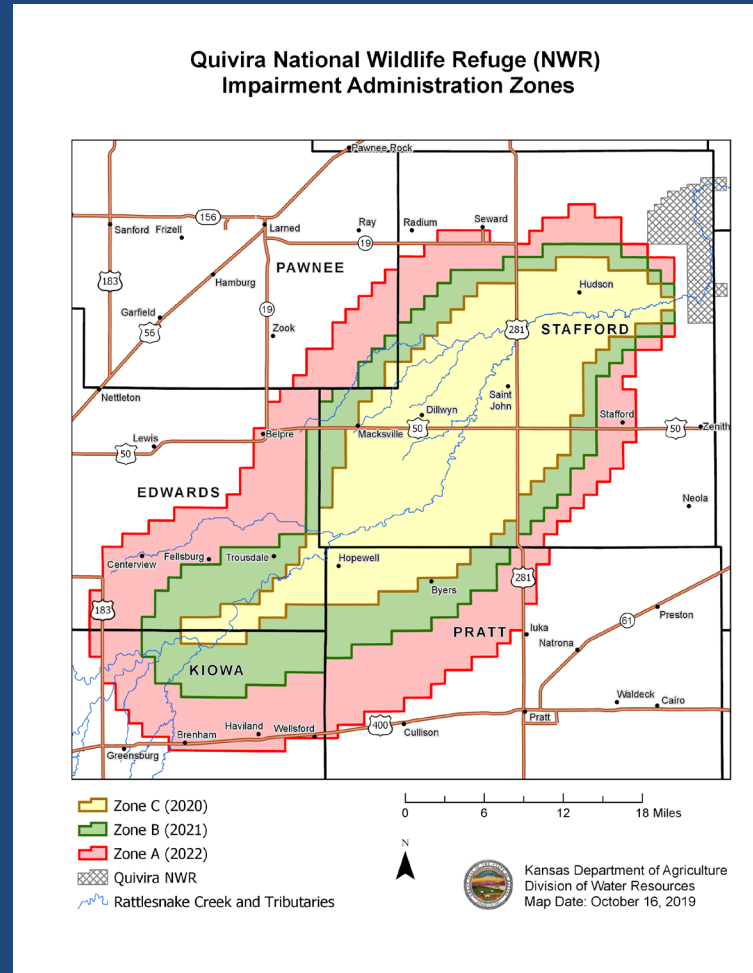 Quivira National Wildlife Refuge (NWR)
Impairment Administration Zones
Pawnee Rock
156
Sanford
Frizell
Larned
Ray
Radium
Seward
19
PAWNEE
183
Hamburg
Hudson
Garfield
19
56
Zook
281
STAFFORD
Nettleton
Saint
John
Dillwyn
Stafford
Lewis
Belpre
Macksville
50
50
Zenith
50
EDWARDS
Neola
Centerview
Fellsburg
Trousdale
Hopewell
281
Byers
183
Preston
61
PRATT
Iuka
Natrona
KIOWA
Waldeck
Cairo
Pratt
Haviland
Wellsford
400
Cullison
Brenham
Greensburg
Zone C (2020)
Zone B (2021)
Zone A (2022)
Quivira NWR
Rattlesnake Creek and Tributaries
0 6 12 18 Miles
N
Kansas Department of Agriculture
Division of Water Resources
Map Date: October 16, 2019